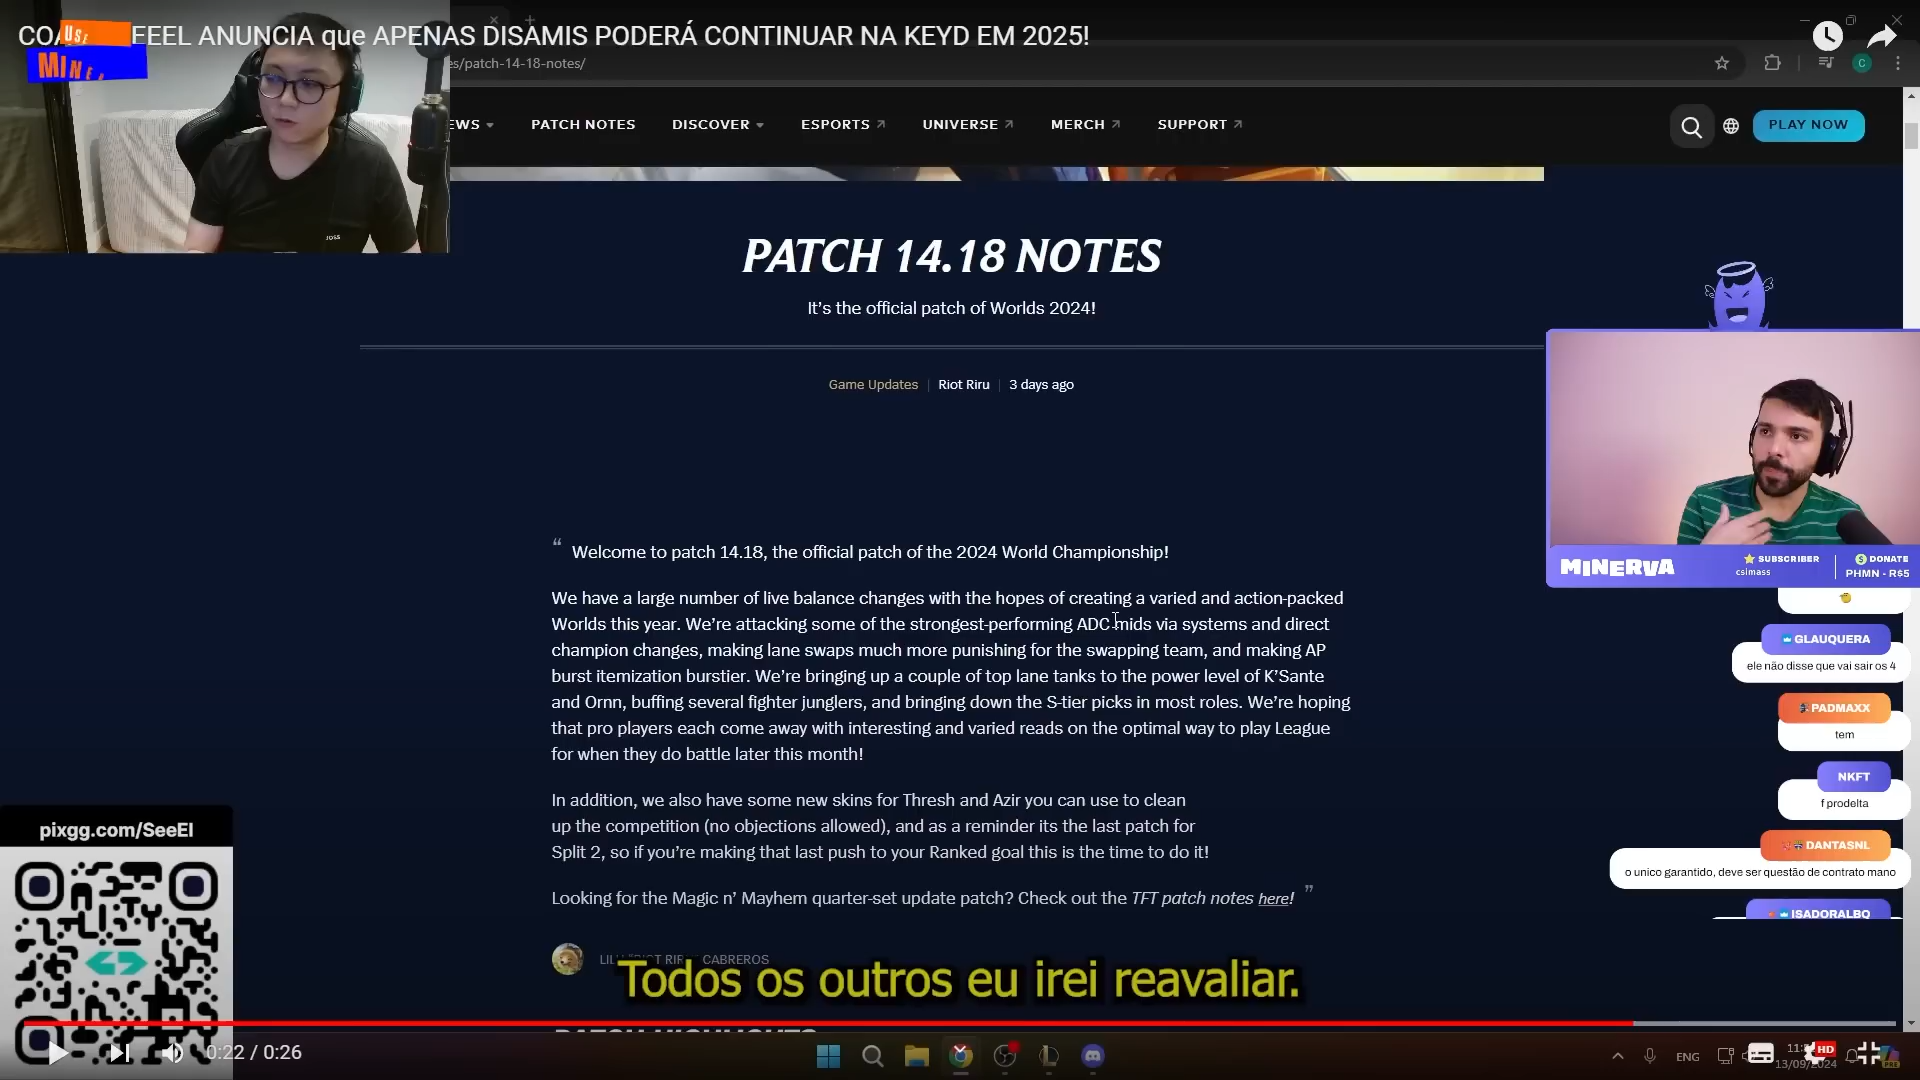 COA EEEL ANUNCIA que APENAS DISAMIS PODERÁ CONTINUAR NA KEYD EM 2025!
USE
MINE
es/patch-14-18-notes/
C
EWS
PATCH NOTES
DISCOVER
ESPORTS
UNIVERSE
MERCH
SUPPORT
PLAY NOW
JOSS
PATCH 14.18 NOTES
It's the official patch of Worlds 2024!
Game Updates | Riot Riru | 3 days ago
“ Welcome to patch 14.18, the official patch of the 2024 World Championship!
We have a large number of live balance changes with the hopes of creating a varied and action-packed
Worlds this year. We’re attacking some of the strongest-performing ADC mids via systems and direct
champion changes, making lane swaps much more punishing for the swapping team, and making AP
burst itemization burstier. We’re bringing up a couple of top lane tanks to the power level of K’Sante
and Ornn, buffing several fighter junglers, and bringing down the S-tier picks in most roles. We’re hoping
that pro players each come away with interesting and varied reads on the optimal way to play League
for when they do battle later this month!
In addition, we also have some new skins for Thresh and Azir you can use to clean
up the competition (no objections allowed), and as a reminder its the last patch for
Split 2, so if you’re making that last push to your Ranked goal this is the time to do it!
Looking for the Magic n’ Mayhem quarter-set update patch? Check out the TFT patch notes here! ”
CABREROS
Todos os outros eu irei reavaliar.
PATCH HIGHLIGHTS
MINERVA
SUBSCRIBER
csimass
DONATE
PHMN - R$5
GLAUQUERA
ele não disse que vai sair os 4
PADMAXX
tem
NKFT
f prodelta
DANTASNL
o unico garantido, deve ser questão de contrato mano
ISADORALBQ
pixgg.com/SeeEl
0:22 / 0:26
ENG
HD
13/09/2024